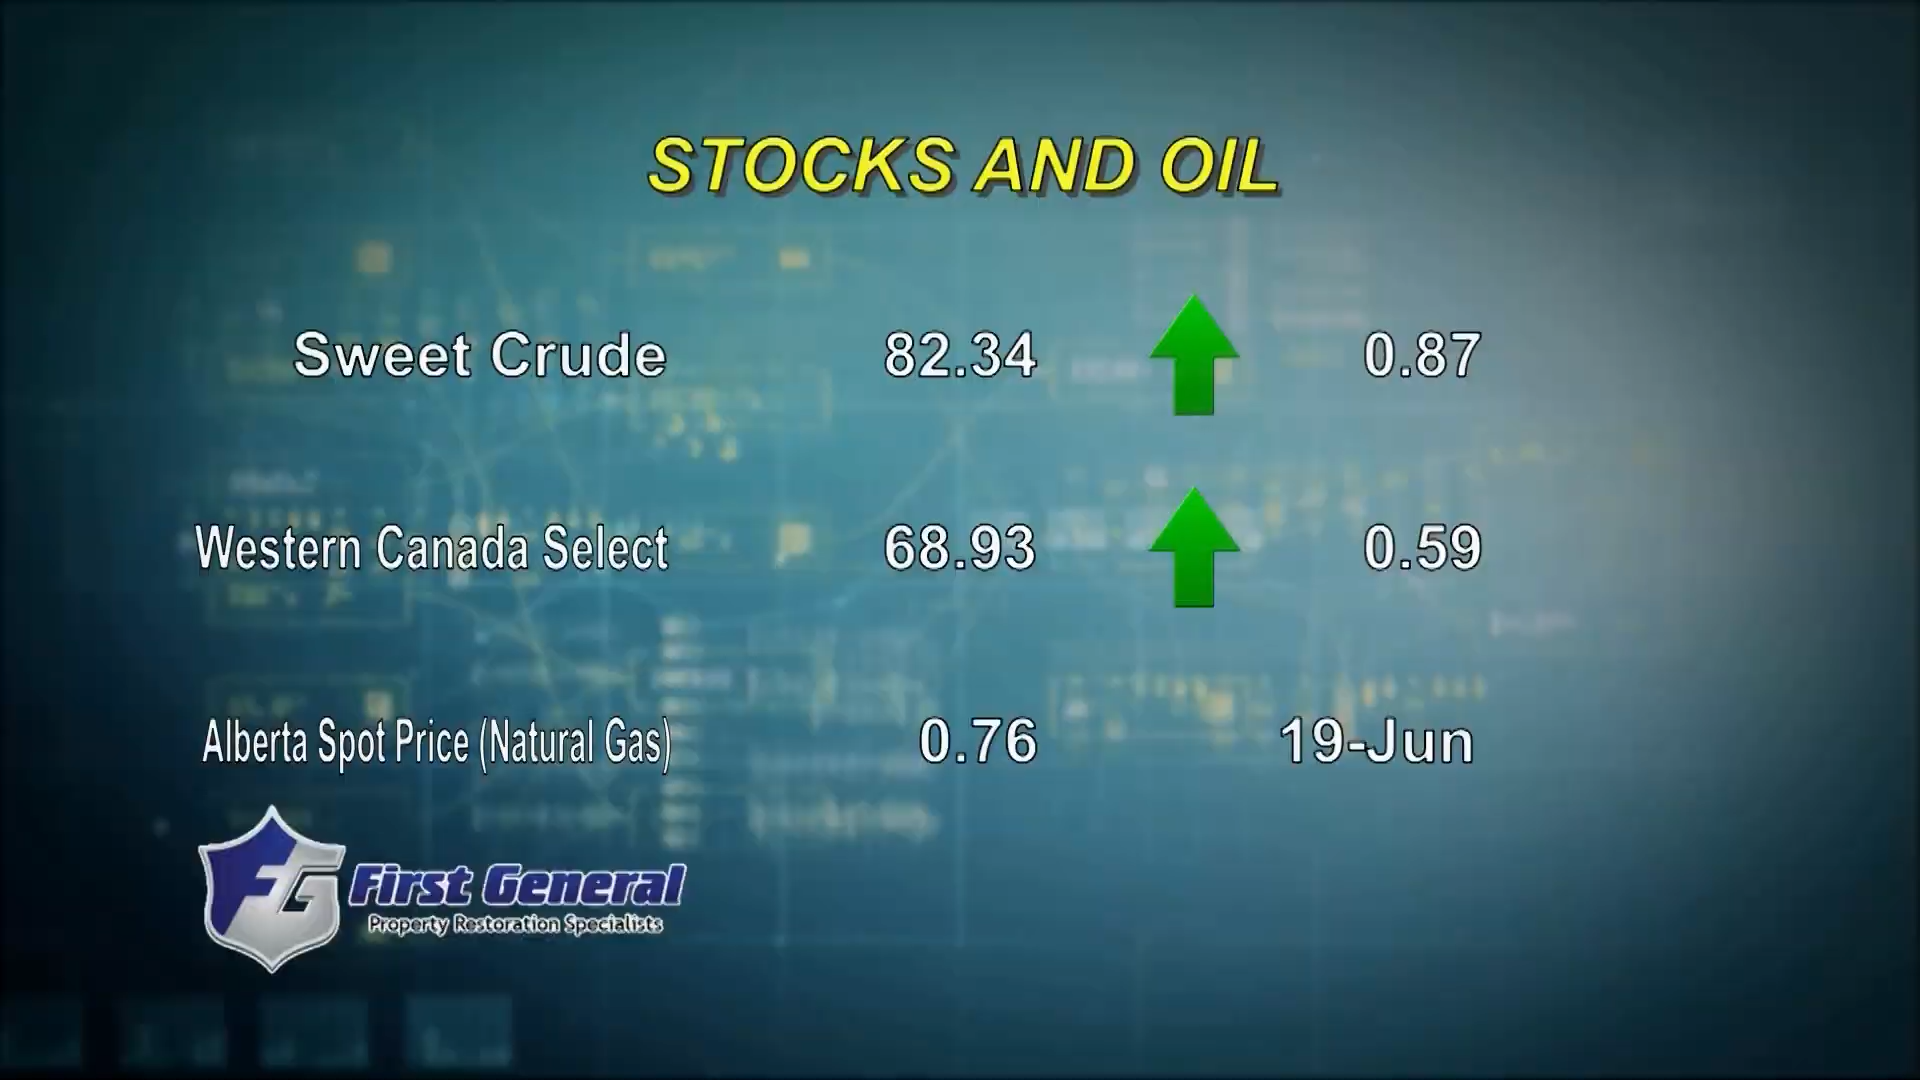 STOCKS AND OIL
Sweet Crude 82.34 0.87
Western Canada Select 68.93 0.59
Alberta Spot Price (Natural Gas) 0.76 19-Jun
FG First General
Property Restoration Specialists